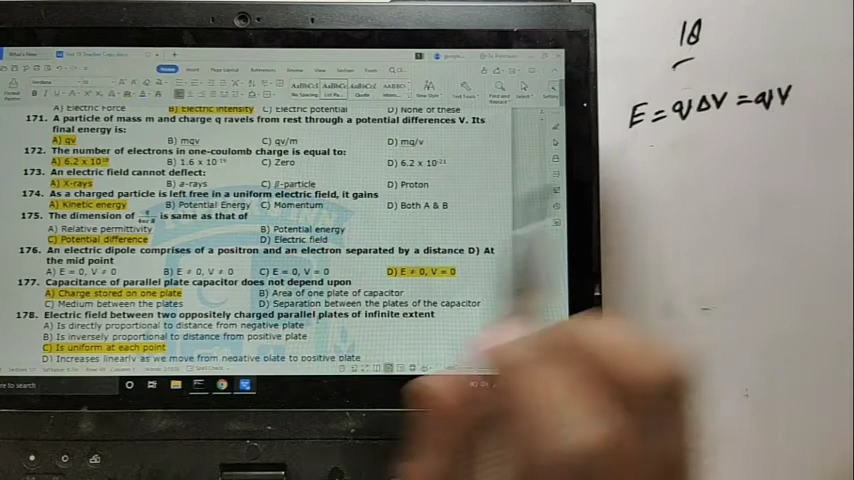 What's New
Home
A) Electric Force B) Electric intensity C) Electric potential D) None of these
171. A particle of mass m and charge q ravels from rest through a potential differences V. Its
final energy is:
A) qv B) mqv C) qv/m D) mq/v
172. The number of electrons in one-coulomb charge is equal to:
A) 6.2 x 10¹⁸ B) 1.6 x 10⁻¹⁹ C) Zero D) 6.2 x 10⁻²¹
173. An electric field cannot deflect:
A) X-rays B) a-rays C) β-particle D) Proton
174. As a charged particle is left free in a uniform electric field, it gains
A) Kinetic energy B) Potential Energy C) Momentum D) Both A & B
175. The dimension of is same as that of
A) Relative permittivity B) Potential energy
C) Potential difference D) Electric field
176. An electric dipole comprises of a positron and an electron separated by a distance D) At
the mid point
A) E = 0, V ≠ 0 B) E ≠ 0, V ≠ 0 C) E = 0, V = 0 D) E ≠ 0, V = 0
177. Capacitance of parallel plate capacitor does not depend upon
A) Charge stored on one plate B) Area of one plate of capacitor
C) Medium between the plates D) Separation between the plates of the capacitor
178. Electric field between two oppositely charged parallel plates of infinite extent
A) Is directly proportional to distance from negative plate
B) Is inversely proportional to distance from positive plate
C) Is uniform at each point
D) Increases linearly as we move from negative plate to positive plate
here to search
E = qΔV = qV